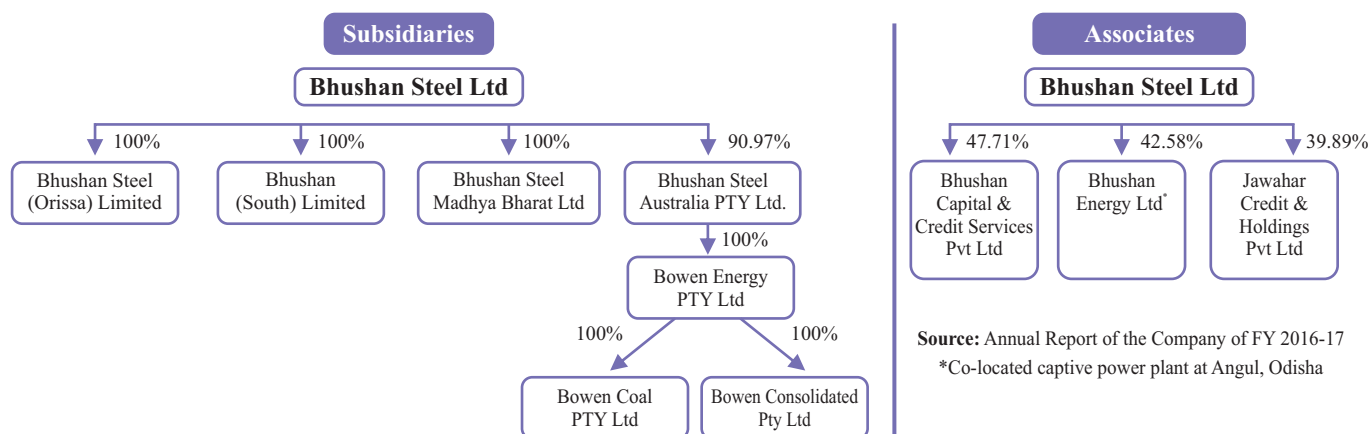 Subsidiaries
Bhushan Steel Ltd
100%
100%
100%
90.97%
Bhushan Steel
(Orissa) Limited
Bhushan
(South) Limited
Bhushan Steel
Madhya Bharat Ltd
Bhushan Steel
Australia PTY Ltd.
100%
Bowen Energy
PTY Ltd
100%
100%
Bowen Coal
PTY Ltd
Bowen Consolidated
Pty Ltd
Associates
Bhushan Steel Ltd
47.71%
42.58%
39.89%
Bhushan
Capital &
Credit Services
Pvt Ltd
Bhushan
Energy Ltd*
Jawahar
Credit &
Holdings
Pvt Ltd
Source: Annual Report of the Company of FY 2016-17
*Co-located captive power plant at Angul, Odisha